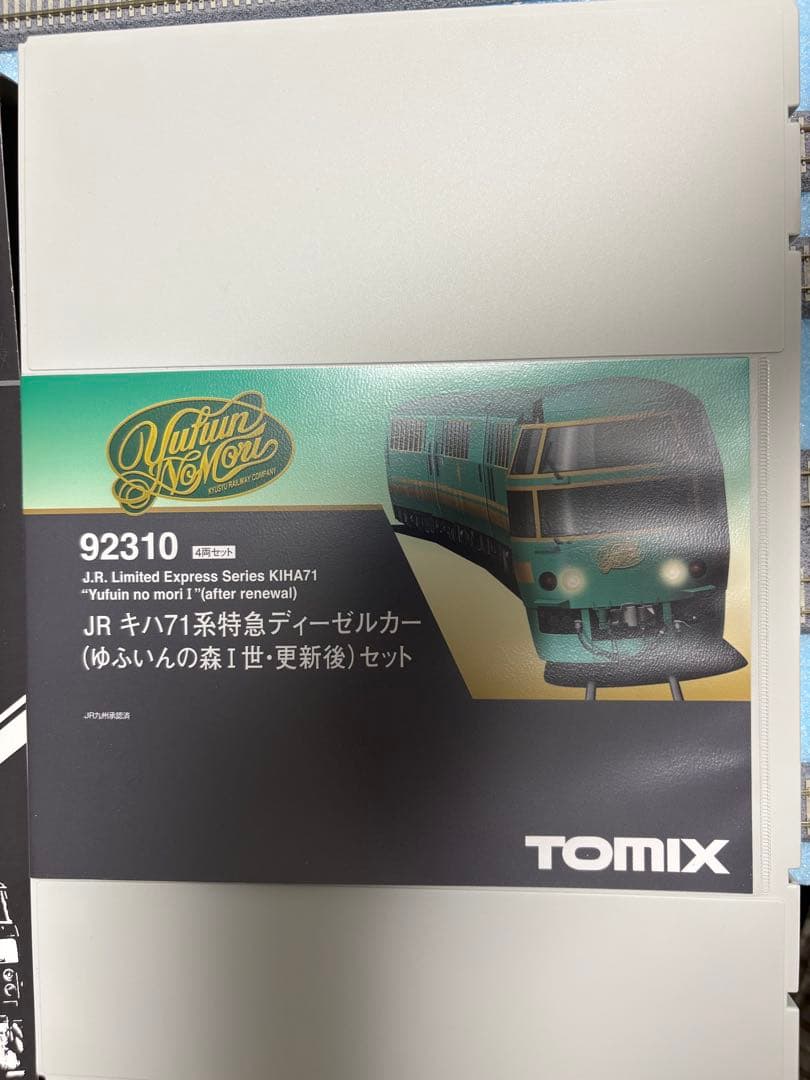 Yufuin
No Mori
KYUSYU RAILWAY COMPANY
92310 4両セット
J.R. Limited Express Series KIHA71
“Yufuin no mori I”(after renewal)
JR キハ71系特急ディーゼルカー
(ゆふいんの森I世・更新後)セット
JR九州承認済
TOMIX